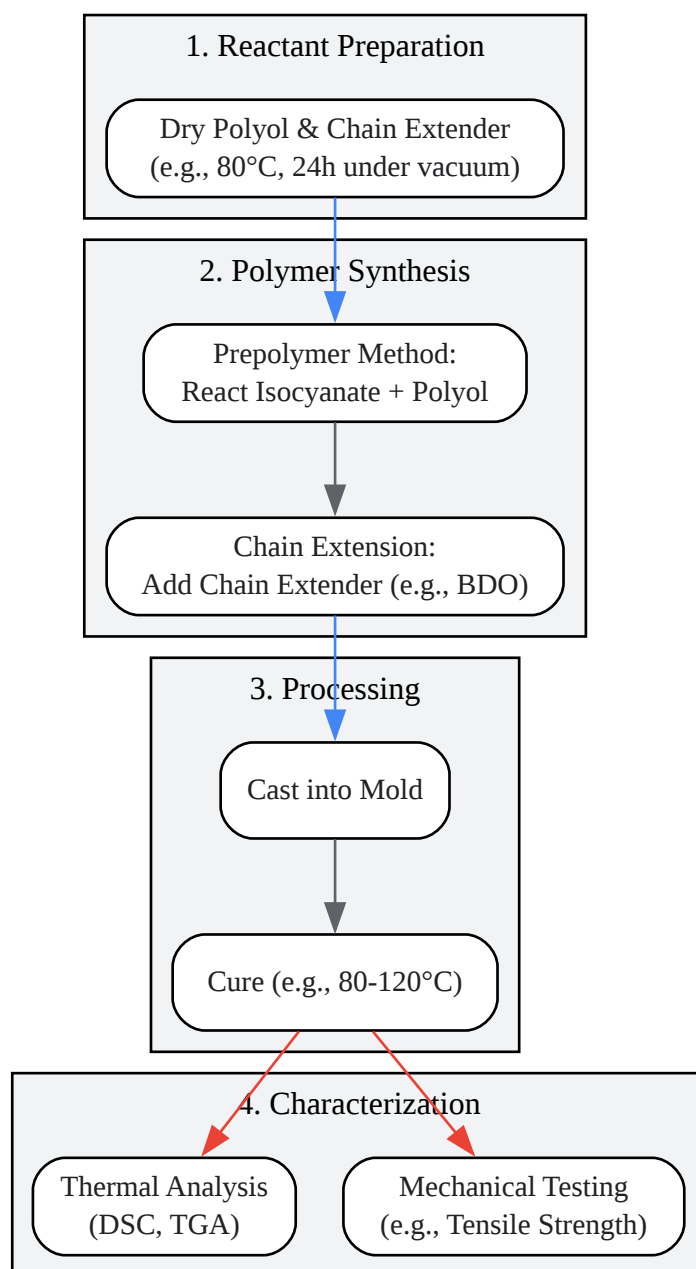 1. Reactant Preparation
Dry Polyol & Chain Extender
(e.g., 80°C, 24h under vacuum)
2. Polymer Synthesis
Prepolymer Method:
React Isocyanate + Polyol
Chain Extension:
Add Chain Extender (e.g., BDO)
3. Processing
Cast into Mold
Cure (e.g., 80-120°C)
4. Characterization
Thermal Analysis
(DSC, TGA)
Mechanical Testing
(e.g., Tensile Strength)